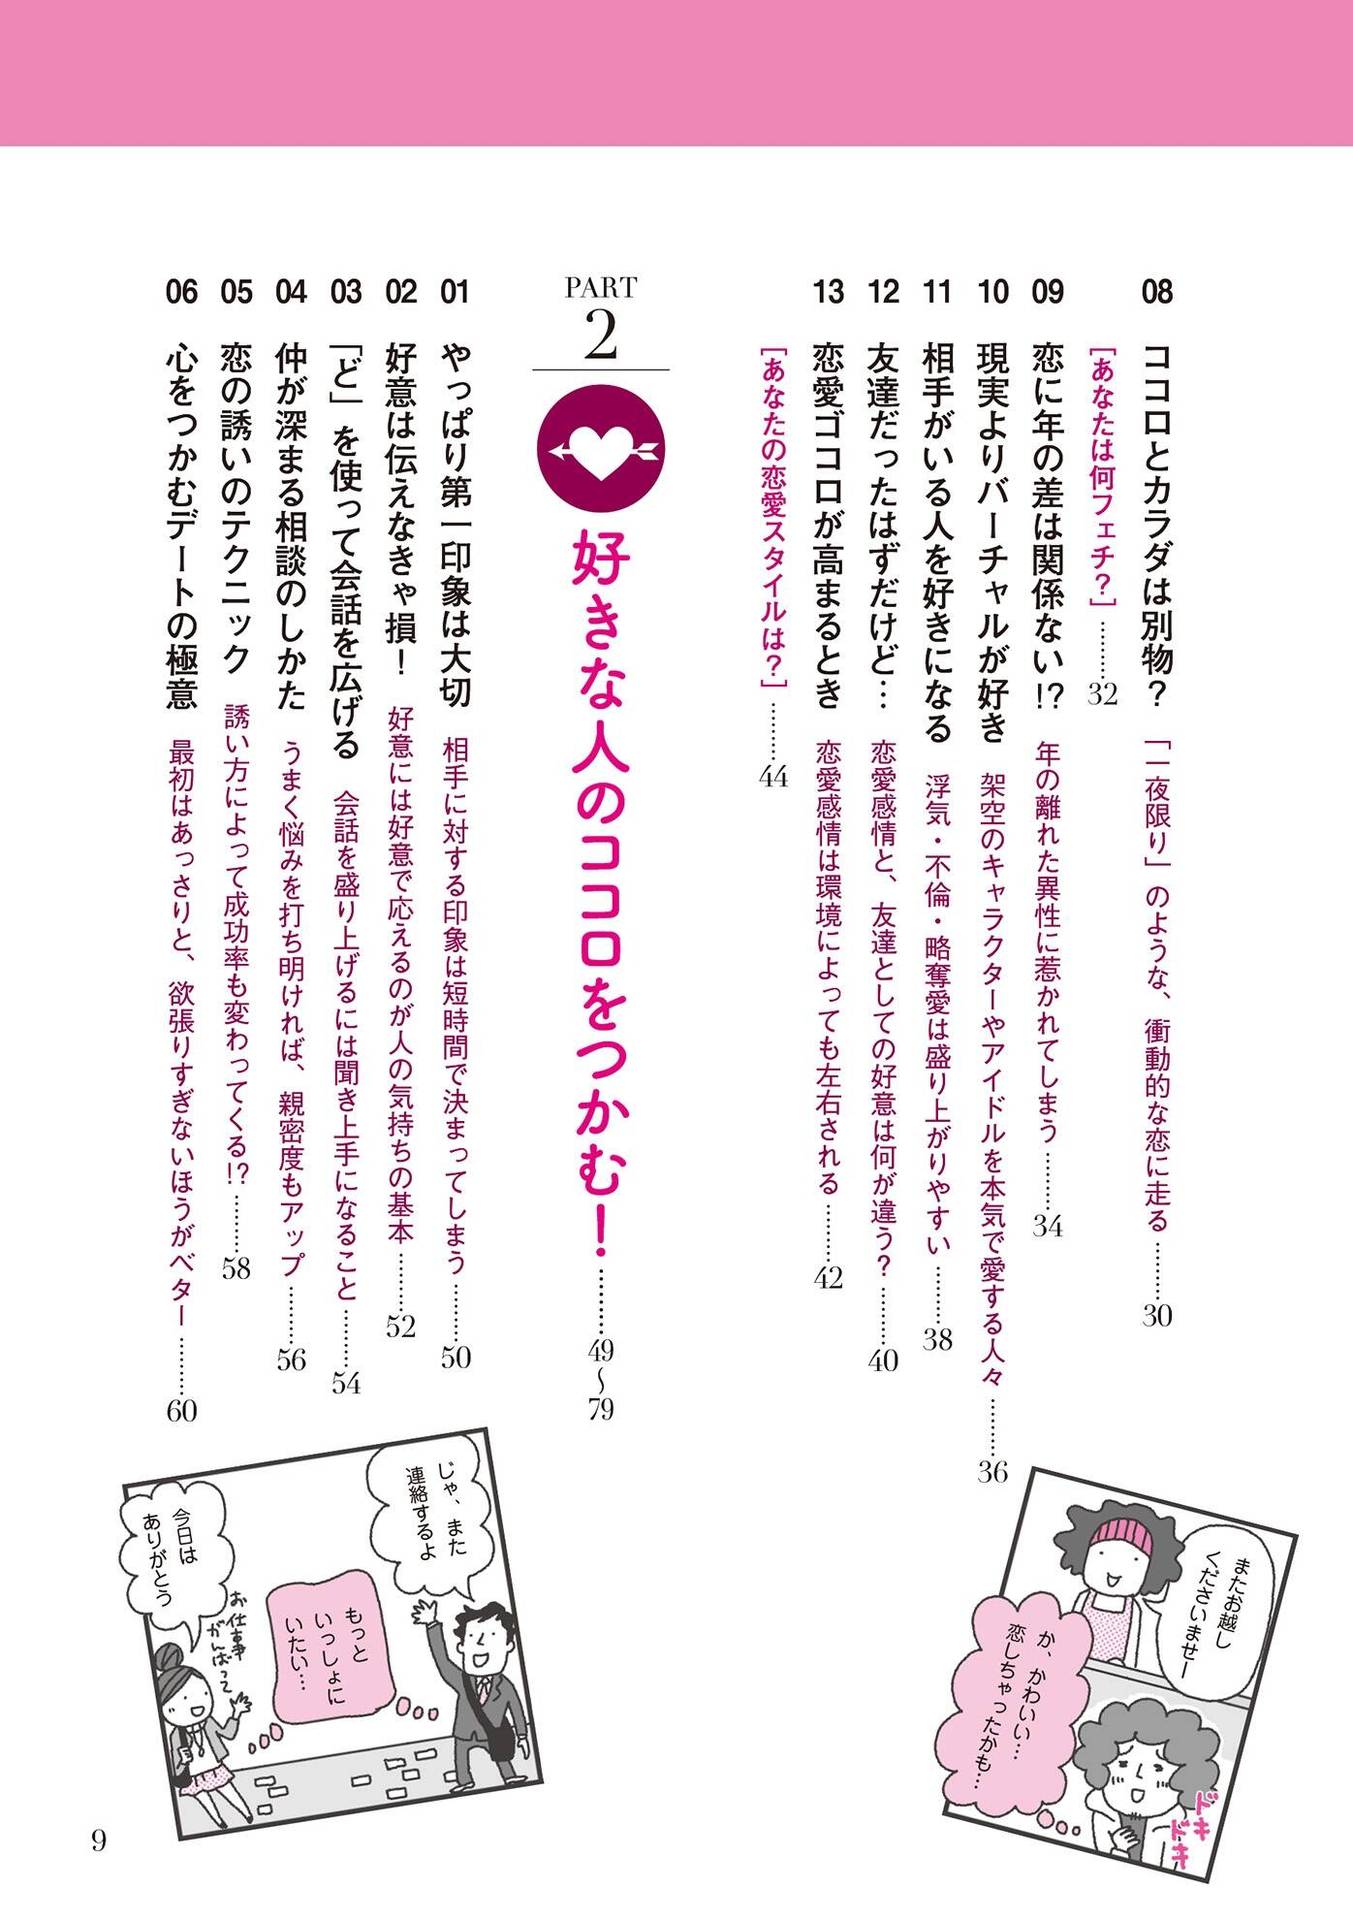 08 ココロとカラダは別物? 「一夜限り」のような、衝動的な恋に走る………30
[あなたは何フェチ?]………32
09 恋に年の差は関係ない!? 年の離れた異性に惹かれてしまう………34
10 現実よりバーチャルが好き 架空のキャラクターやアイドルを本気で愛する人々………36
11 相手がいる人を好きになる 浮気・不倫・略奪愛は盛り上がりやすい………38
12 友達だったはずだけど… 恋愛感情と、友達としての好意は何が違う?………40
13 恋愛ゴコロが高まるとき 恋愛感情は環境によっても左右される………42
[あなたの恋愛スタイルは?]………44
PART
2
好きな人のココロをつかむ!………49〜79
01 やっぱり第一印象は大切 相手に対する印象は短時間で決まってしまう………50
02 好意は伝えなきゃ損! 好意には好意で応えるのが人の気持ちの基本………52
03 「ど」を使って会話を広げる 会話を盛り上げるには聞き上手になること………54
04 仲が深まる相談のしかた うまく悩みを打ち明ければ、親密度もアップ………56
05 恋の誘いのテクニック 誘い方によって成功率も変わってくる!?………58
06 心をつかむデートの極意 最初はあっさりと、欲張りすぎないほうがベター………60
またお越し
くださいませー
か、かわいい…
恋しちゃったかも…
ドキ
ドキ
じゃ、また
連絡するよ
もっと
いっしょに
いたい…
今日は
ありがとう
お仕事
がんばって
9